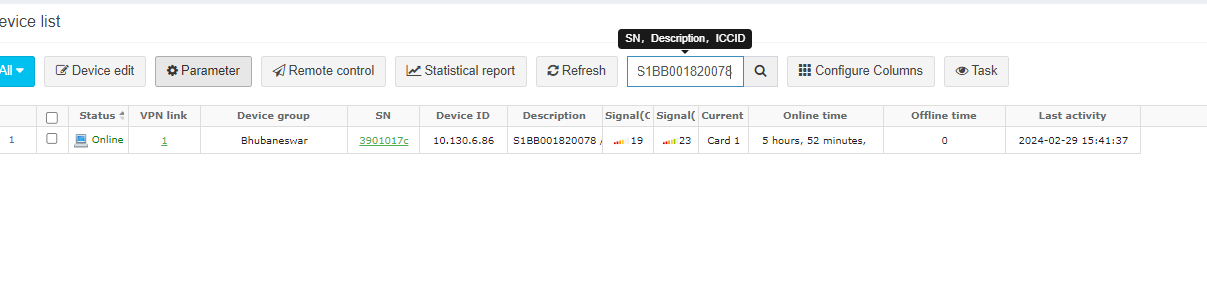 evice list
SN, Description, ICCID
All Device edit Parameter Remote control Statistical report Refresh S1BB001820078 Configure Columns Task
Status VPN link Device group SN Device ID Description Signal(C Signal( Current Online time Offline time Last activity
1 Online 1 Bhubaneswar 3901017c 10.130.6.86 S1BB001820078 / 19 23 Card 1 5 hours, 52 minutes, 0 2024-02-29 15:41:37